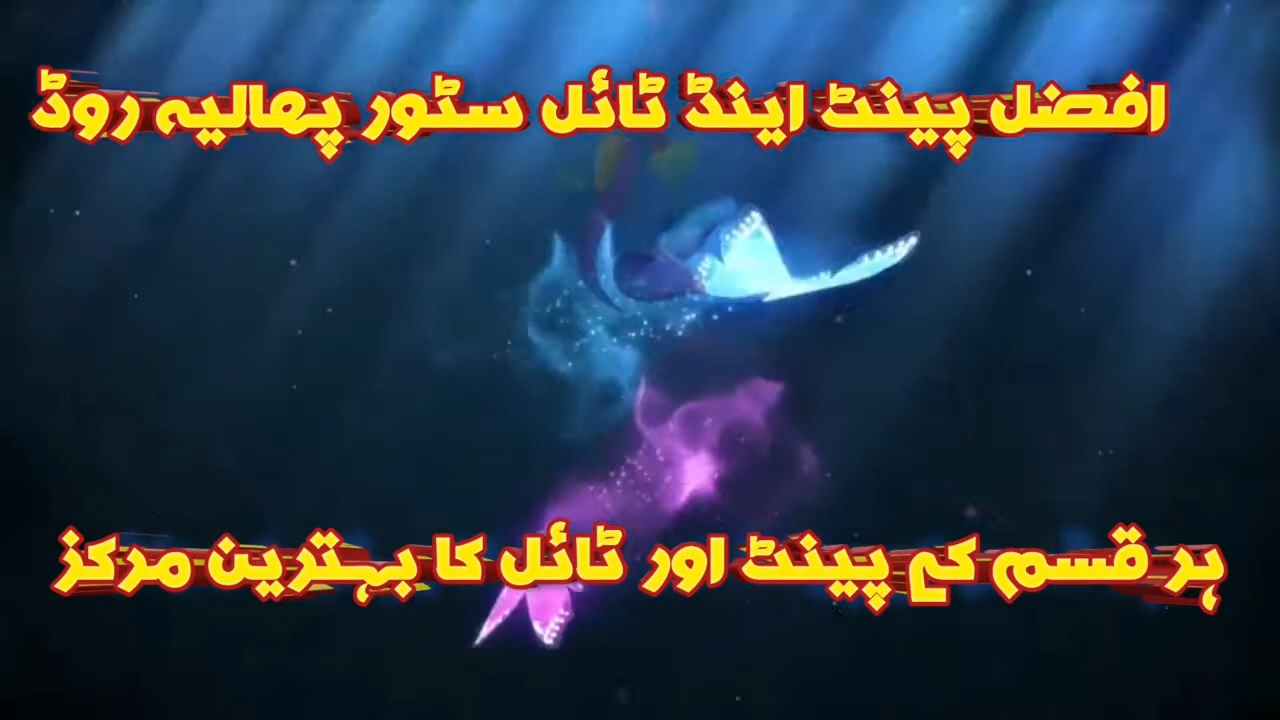 افضل پینٹ اینڈ ٹائل سٹور پھالیہ روڈ
ہر قسم کے پینٹ اور ٹائل کا بہترین مرکز